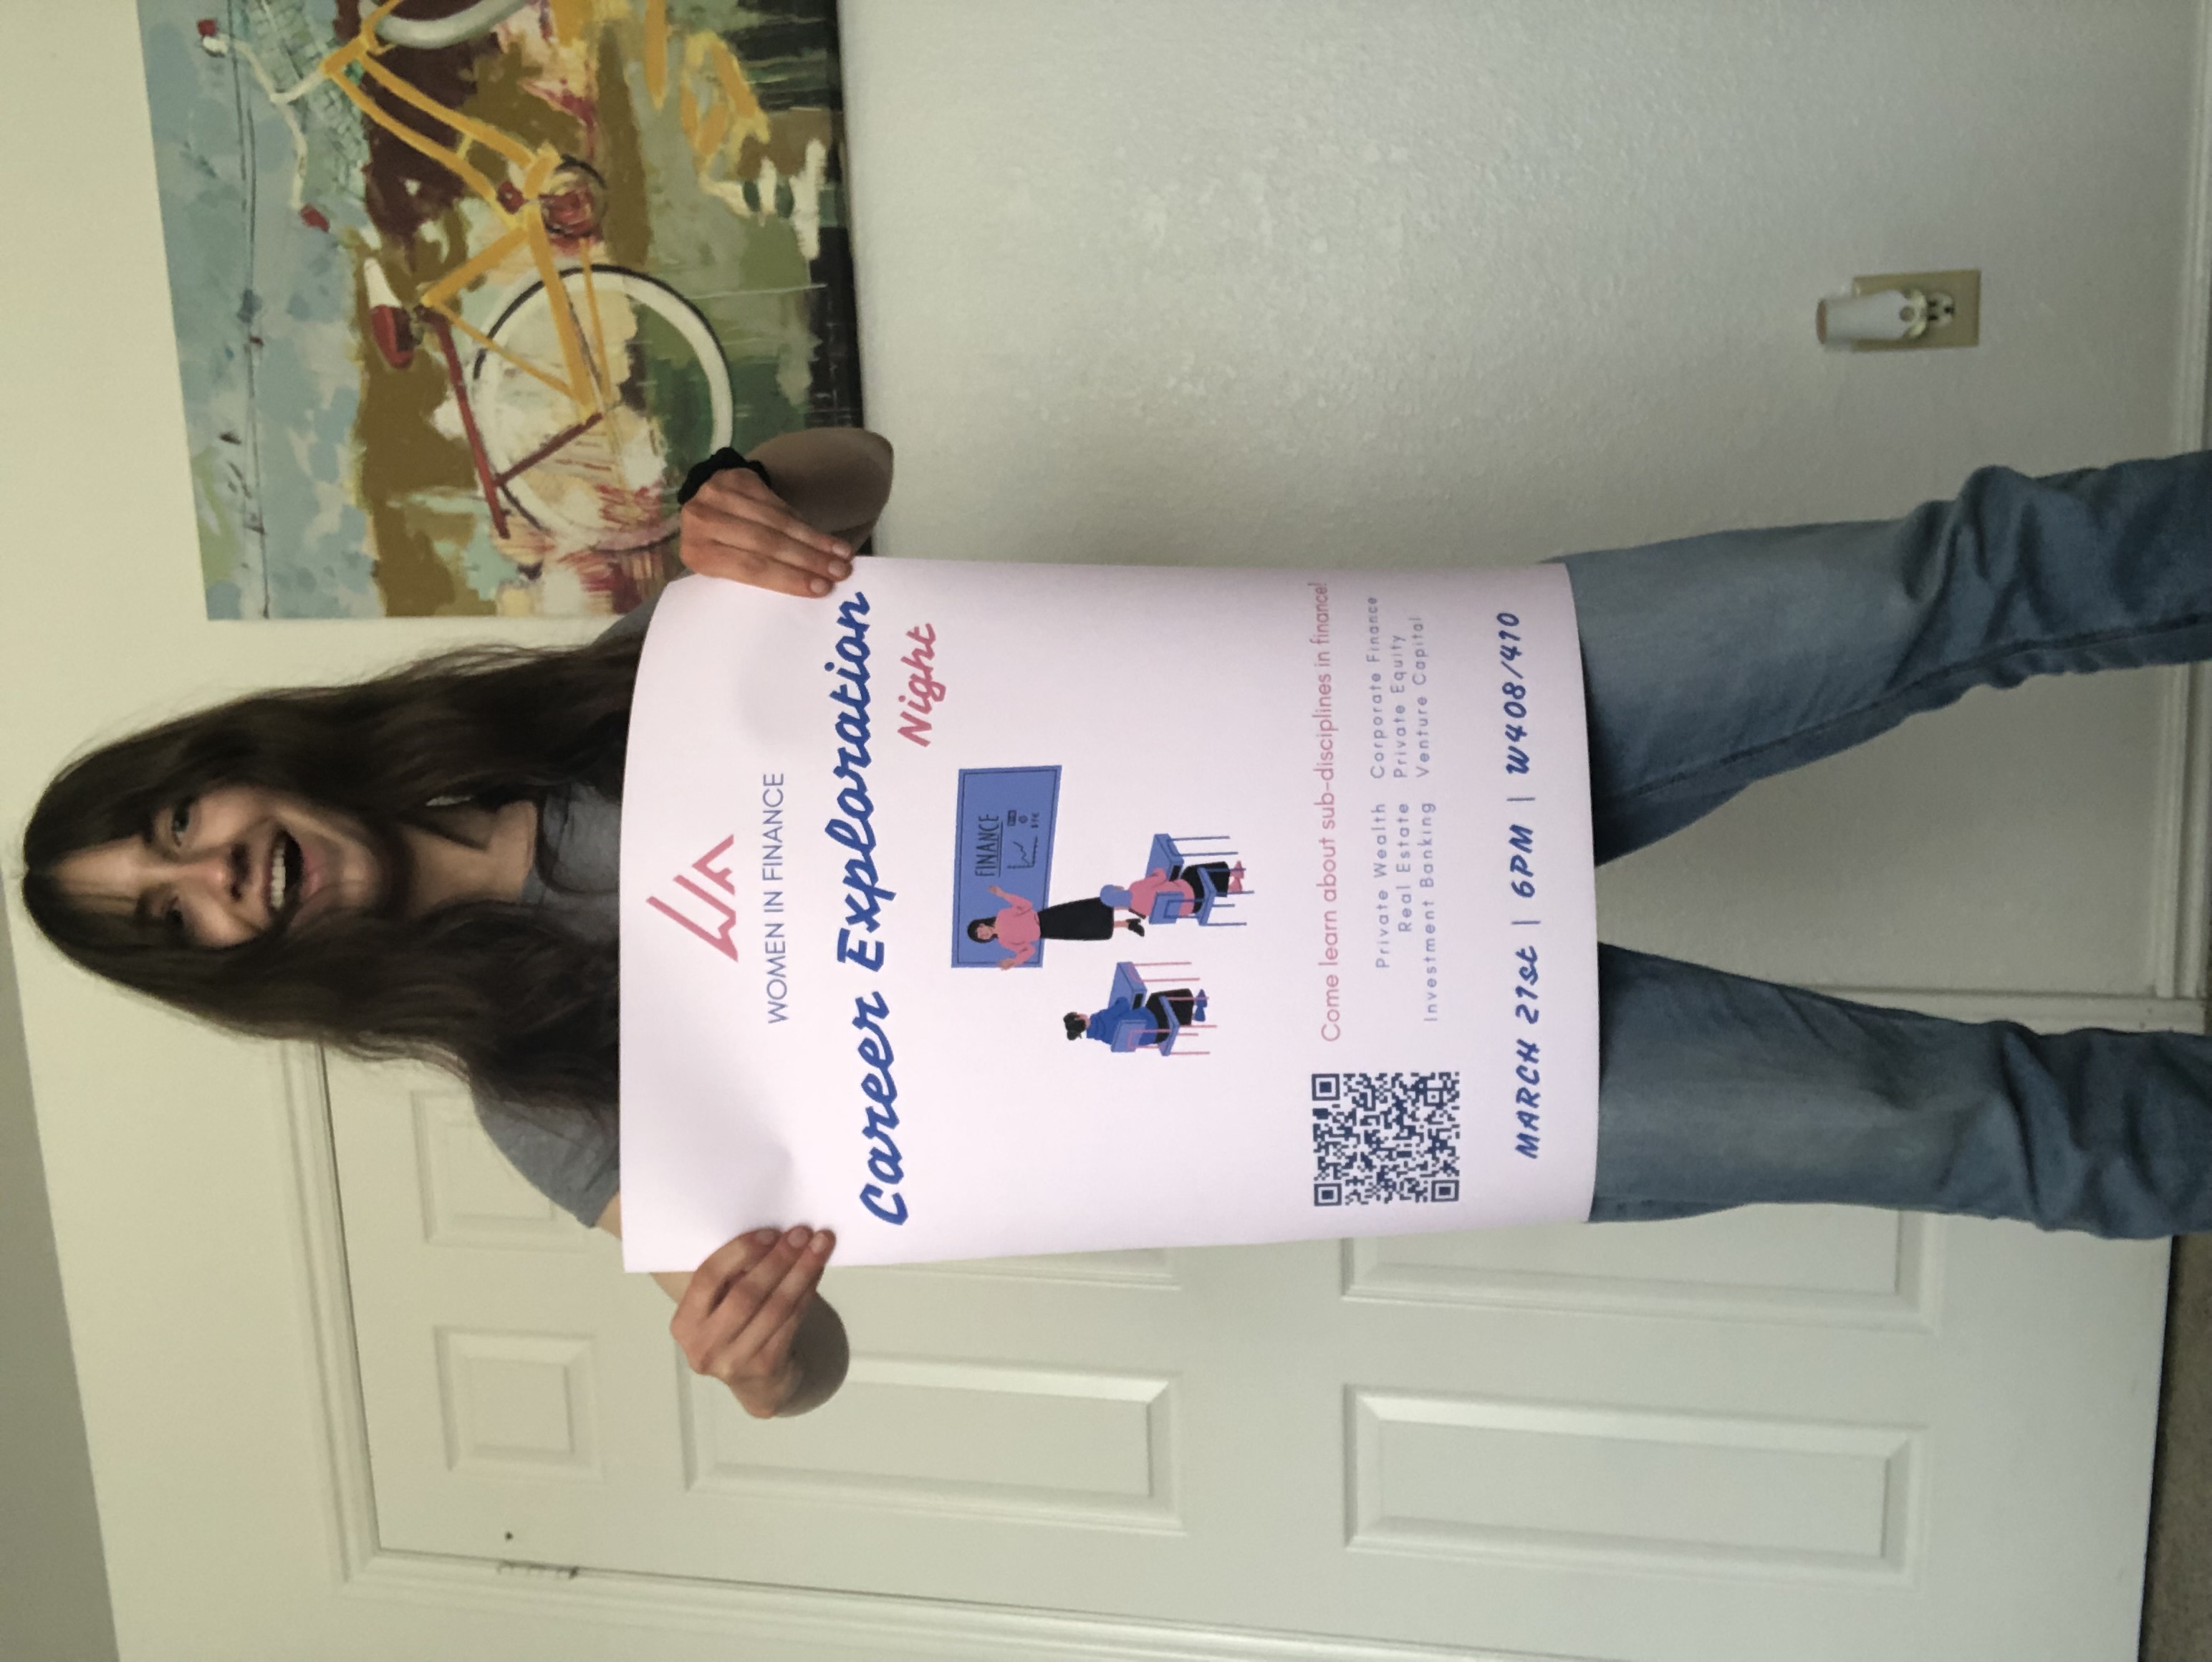 WOMEN IN FINANCE
Career Exploration
Night
FINANCE
Come learn about sub-disciplines in finance!
Private Wealth Corporate Finance
Real Estate Private Equity
Investment Banking Venture Capital
MARCH 21st | 6PM | W408/410